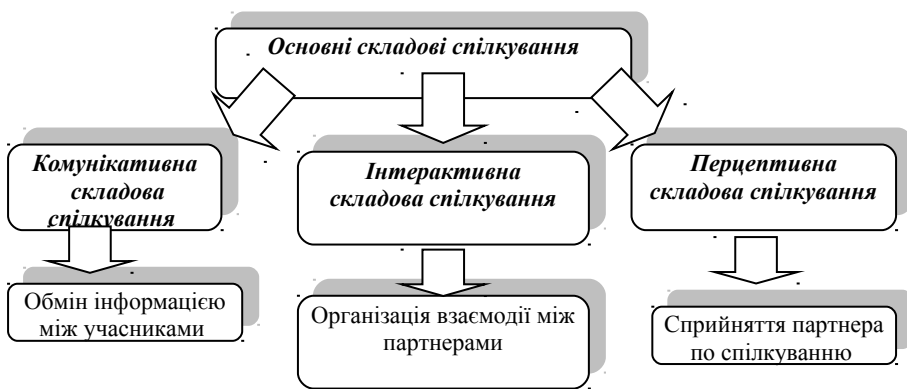 Основні складові спілкування
Комунікативна
складова
спілкування
Інтерактивна
складова спілкування
Перцептивна
складова спілкування
Обмін інформацією
між учасниками
Організація взаємодії між
партнерами
Сприйняття партнера
по спілкуванню